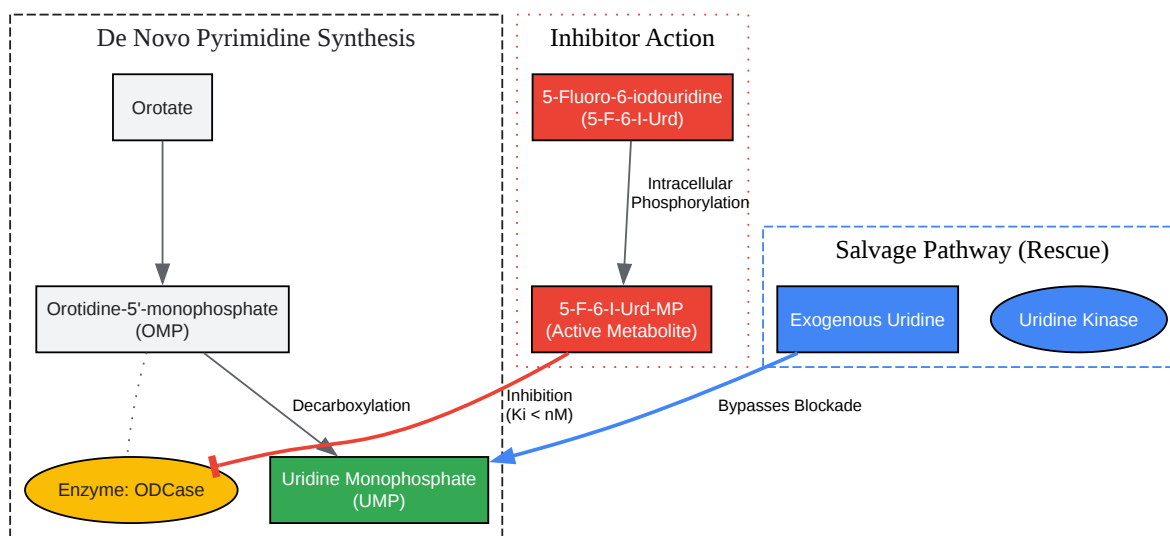 De Novo Pyrimidine Synthesis
Orotate
Orotidine-5'-monophosphate
(OMP)
Decarboxylation
Enzyme: ODCase
Uridine Monophosphate
(UMP)
Inhibitor Action
5-Fluoro-6-iodouridine
(5-F-6-I-Urd)
Intracellular
Phosphorylation
5-F-6-I-Urd-MP
(Active Metabolite)
Inhibition
(Ki < nM)
Salvage Pathway (Rescue)
Exogenous Uridine
Uridine Kinase
Bypasses Blockade